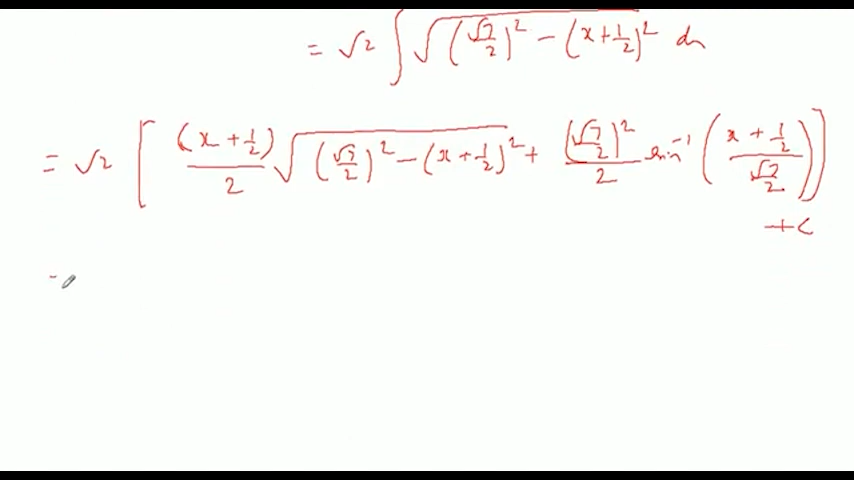 = √2 ∫ √((√7/2)² − (x+1/2)²) dx
= √2 [ (x+1/2)/2 √((√7/2)² − (x+1/2)²) + (√7/2)²/2 sin⁻¹ ( (x+1/2)/(√7/2) ) ]
+c